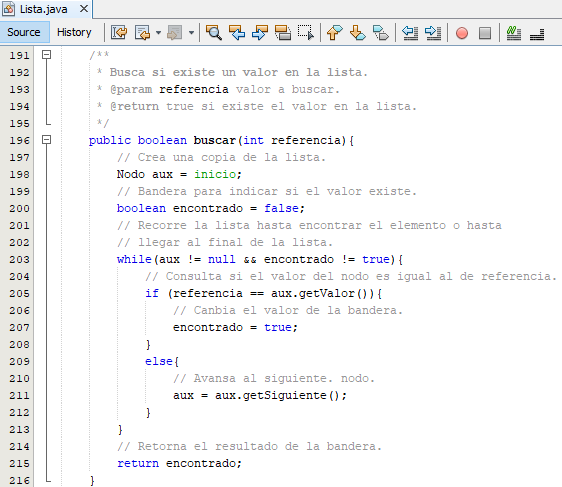 Lista.java
Source History
191 /**
192 * Busca si existe un valor en la lista.
193 * @param referencia valor a buscar.
194 * @return true si existe el valor en la lista.
195 */
196 public boolean buscar(int referencia){
197 // Crea una copia de la lista.
198 Nodo aux = inicio;
199 // Bandera para indicar si el valor existe.
200 boolean encontrado = false;
201 // Recorre la lista hasta encontrar el elemento o hasta
202 // llegar al final de la lista.
203 while(aux != null && encontrado != true){
204 // Consulta si el valor del nodo es igual al de referencia.
205 if (referencia == aux.getValor()){
206 // Canbia el valor de la bandera.
207 encontrado = true;
208 }
209 else{
210 // Avansa al siguiente. nodo.
211 aux = aux.getSiguiente();
212 }
213 }
214 // Retorna el resultado de la bandera.
215 return encontrado;
216 }